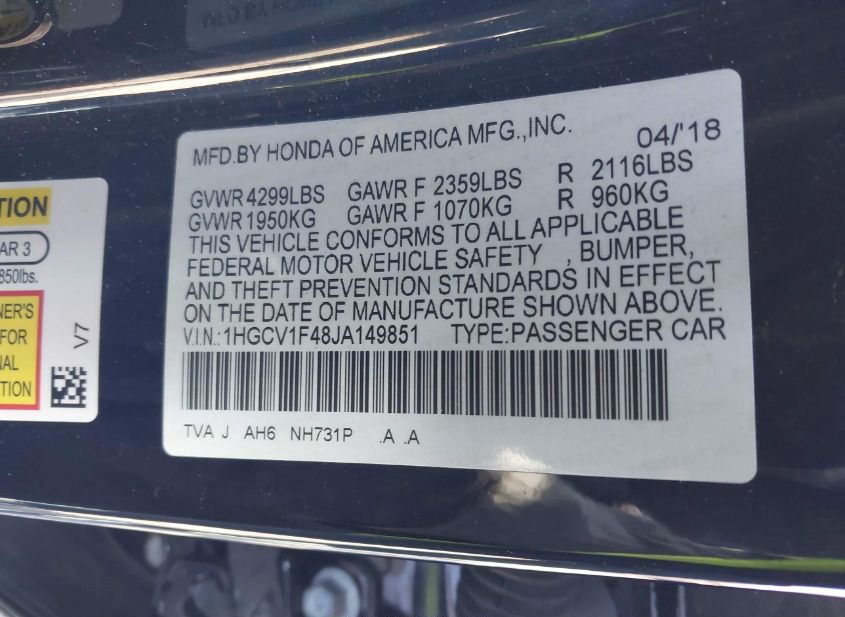 MFD.BY HONDA OF AMERICA MFG.,INC. 04/'18
GVWR 4299LBS GAWR F 2359LBS R 2116LBS
GVWR 1950KG GAWR F 1070KG R 960KG
THIS VEHICLE CONFORMS TO ALL APPLICABLE
FEDERAL MOTOR VEHICLE SAFETY , BUMPER,
AND THEFT PREVENTION STANDARDS IN EFFECT
ON THE DATE OF MANUFACTURE SHOWN ABOVE.
V.I.N.:1HGCV1F48JA149851 TYPE:PASSENGER CAR
TVA J AH6 NH731P .A .A
TION
AR 3
850lbs.
NER'S
FOR
NAL
TION
V7